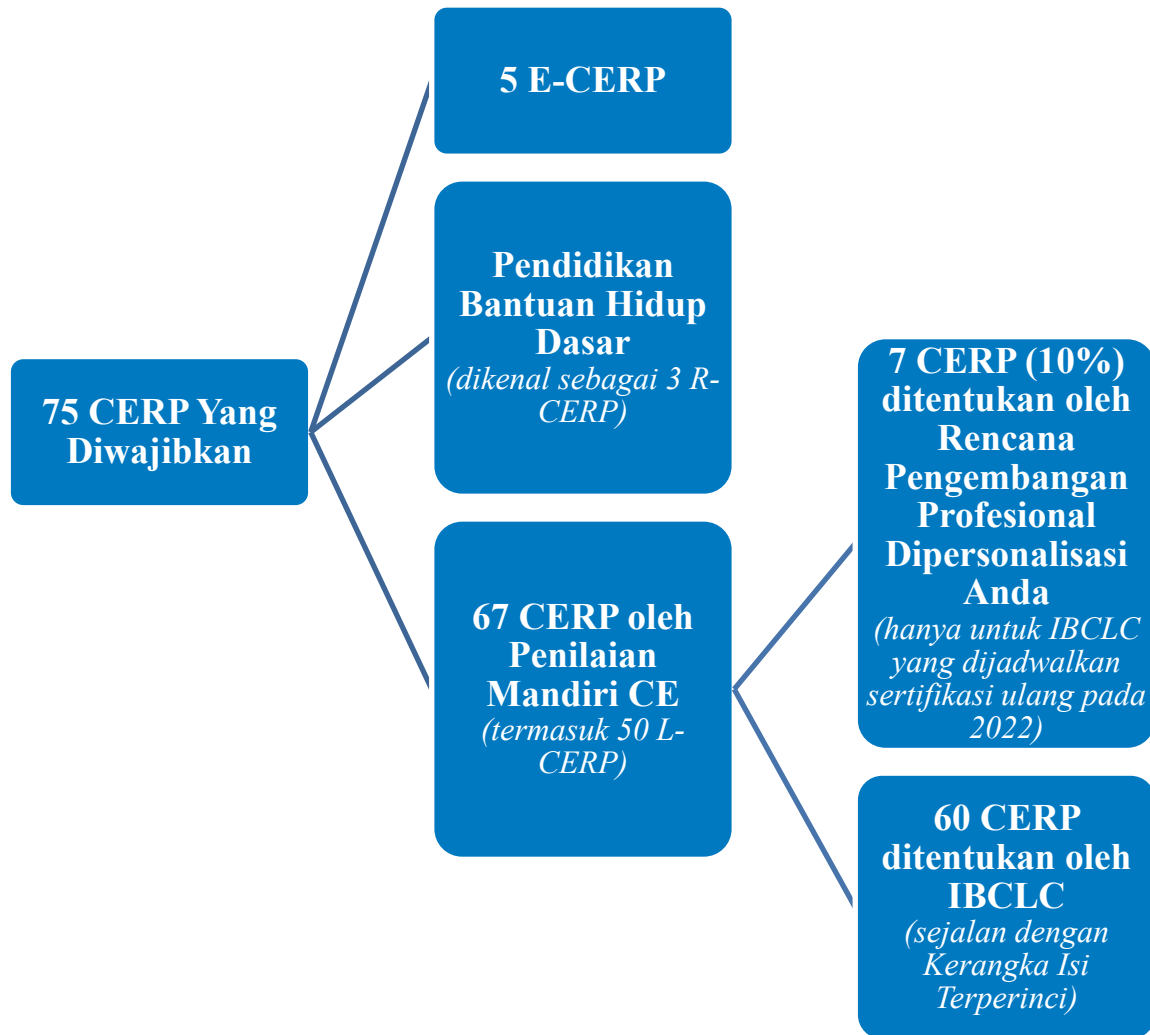 5 E-CERP
Pendidikan
Bantuan Hidup
Dasar
(dikenal sebagai 3 R-
CERP)
75 CERP Yang
Diwajibkan
67 CERP oleh
Penilaian
Mandiri CE
(termasuk 50 L-
CERP)
7 CERP (10%)
ditentukan oleh
Rencana
Pengembangan
Profesional
Dipersonalisasi
Anda
(hanya untuk IBCLC
yang dijadwalkan
sertifikasi ulang pada
2022)
60 CERP
ditentukan oleh
IBCLC
(sejalan dengan
Kerangka Isi
Terperinci)